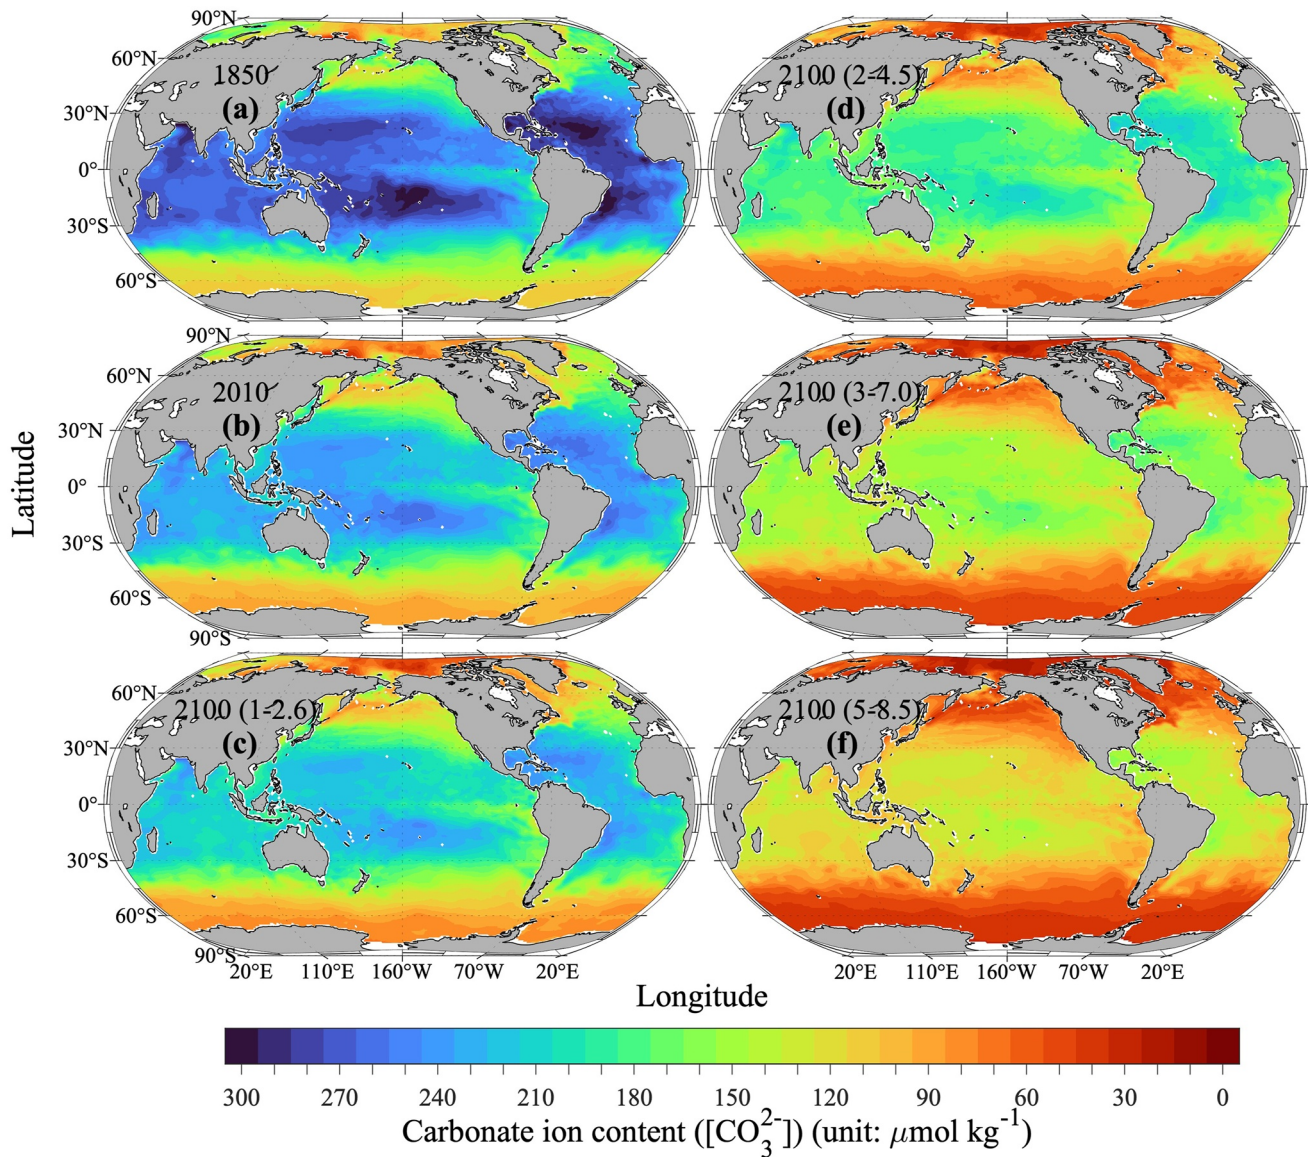 90°N
60°N
30°N
0°
30°S
60°S
1850
(a)
2100 (2-4.5)
(d)
90°N
60°N
30°N
0°
30°S
60°S
90°S
2010
(b)
2100 (3-7.0)
(e)
Latitude
60°N
30°N
0°
30°S
60°S
90°S
2100 (1-2.6)
(c)
2100 (5-8.5)
(f)
20°E 110°E 160°W 70°W 20°E
20°E 110°E 160°W 70°W 20°E
Longitude
300 270 240 210 180 150 120 90 60 30 0
Carbonate ion content ([CO₃²⁻]) (unit: μmol kg⁻¹)